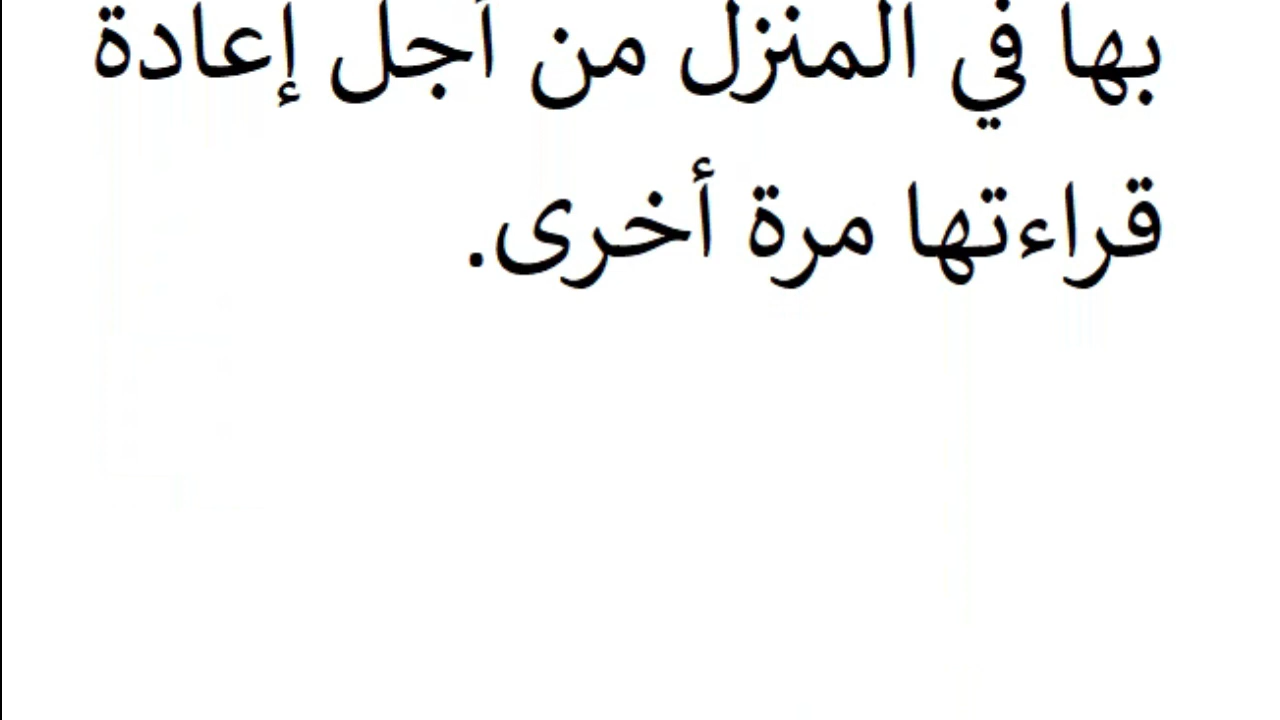 بها في المنزل من أجل إعادة
قراءتها مرة أخرى.